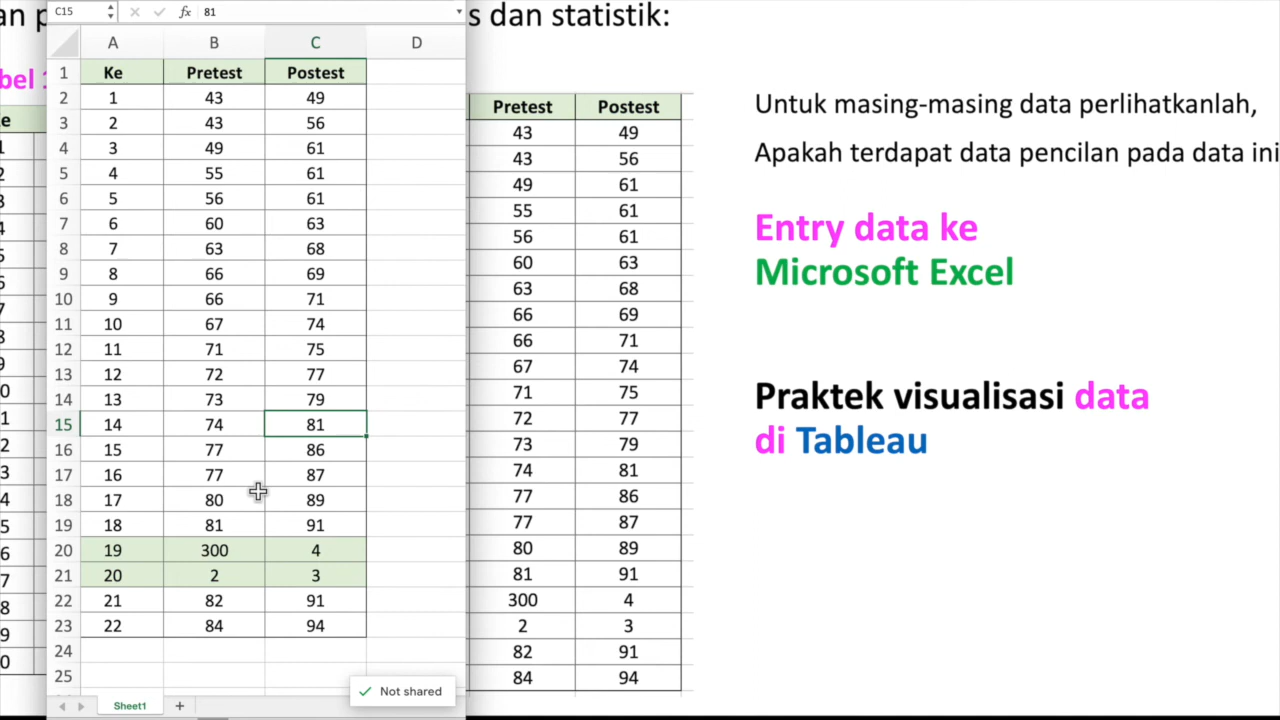 an p
s dan statistik:
C15 fx 81
A B C D
bel 1
1 Ke Pretest Postest
2 1 43 49
3 2 43 56
4 3 49 61
5 4 55 61
6 5 56 61
7 6 60 63
8 7 63 68
9 8 66 69
10 9 66 71
11 10 67 74
12 11 71 75
13 12 72 77
14 13 73 79
15 14 74 81
16 15 77 86
17 16 77 87
18 17 80 89
19 18 81 91
20 19 300 4
21 20 2 3
22 21 82 91
23 22 84 94
24
25
Sheet1 +
Not shared
Pretest Postest
43 49
43 56
49 61
55 61
56 61
60 63
63 68
66 69
66 71
67 74
71 75
72 77
73 79
74 81
77 86
77 87
80 89
81 91
300 4
2 3
82 91
84 94
Untuk masing-masing data perlihatkanlah,
Apakah terdapat data pencilan pada data ini
Entry data ke
Microsoft Excel
Praktek visualisasi data
di Tableau